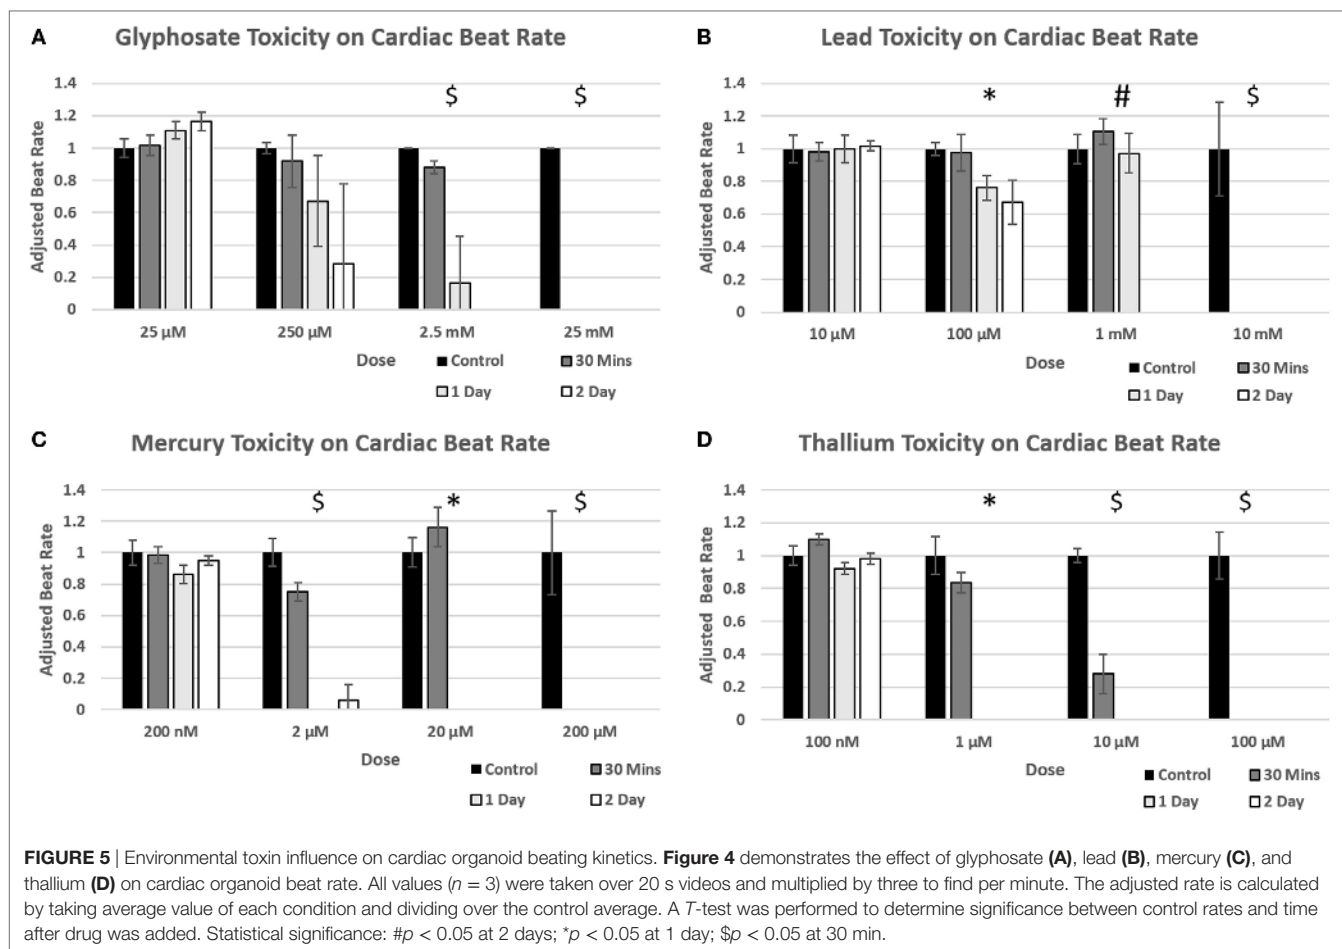 A Glyphosate Toxicity on Cardiac Beat Rate
$ $
Adjusted Beat Rate
1.4
1.2
1
0.8
0.6
0.4
0.2
0
25 µM 250 µM 2.5 mM 25 mM
Dose
Control 30 Mins
1 Day 2 Day
B Lead Toxicity on Cardiac Beat Rate
* # $
Adjusted Beat Rate
1.4
1.2
1
0.8
0.6
0.4
0.2
0
10 µM 100 µM 1 mM 10 mM
Dose
Control 30 Mins
1 Day 2 Day
C Mercury Toxicity on Cardiac Beat Rate
$ * $
Adjusted Beat Rate
1.4
1.2
1
0.8
0.6
0.4
0.2
0
200 nM 2 µM 20 µM 200 µM
Dose
Control 30 Mins
1 Day 2 Day
D Thallium Toxicity on Cardiac Beat Rate
* $ $
Adjusted Beat Rate
1.4
1.2
1
0.8
0.6
0.4
0.2
0
100 nM 1 µM 10 µM 100 µM
Dose
Control 30 Mins
1 Day 2 Day
FIGURE 5 | Environmental toxin influence on cardiac organoid beating kinetics. Figure 4 demonstrates the effect of glyphosate (A), lead (B), mercury (C), and
thallium (D) on cardiac organoid beat rate. All values (n = 3) were taken over 20 s videos and multiplied by three to find per minute. The adjusted rate is calculated
by taking average value of each condition and dividing over the control average. A T-test was performed to determine significance between control rates and time
after drug was added. Statistical significance: #p < 0.05 at 2 days; *p < 0.05 at 1 day; $p < 0.05 at 30 min.